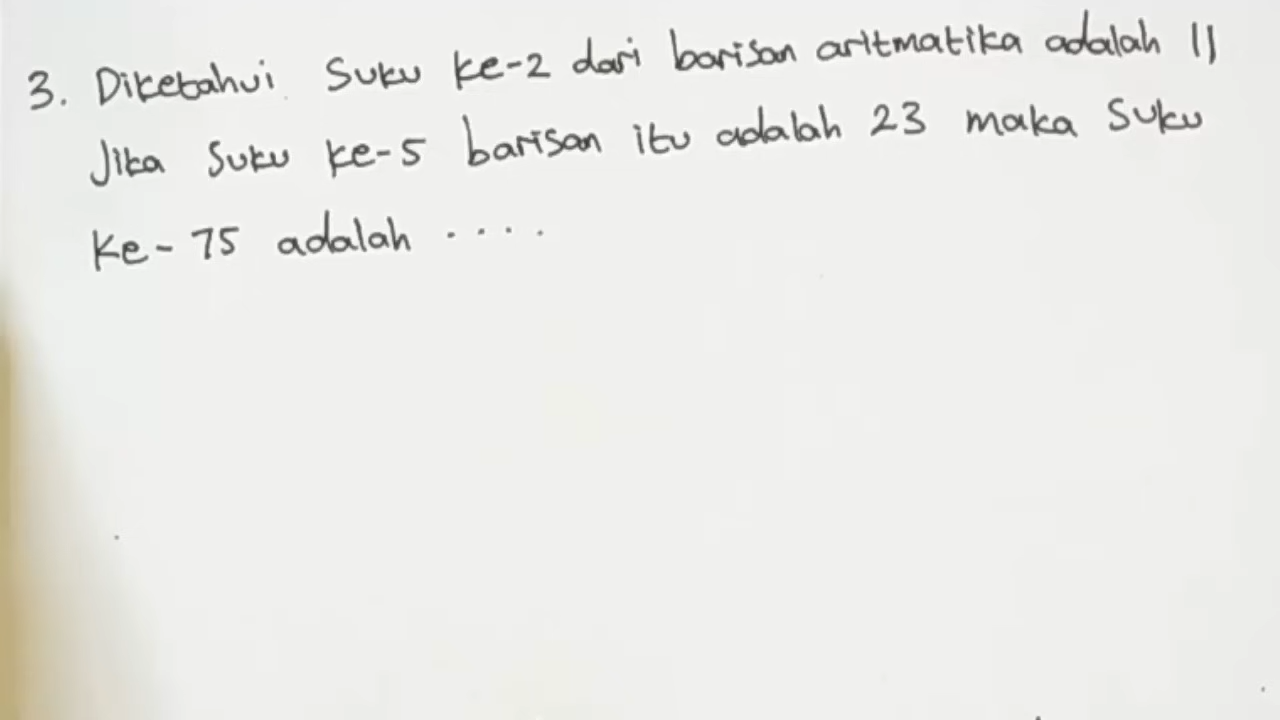 3. Diketahui Suku ke-2 dari barisan aritmatika adalah 11
Jika Suku ke-5 barisan itu adalah 23 maka Suku
Ke-75 adalah ....